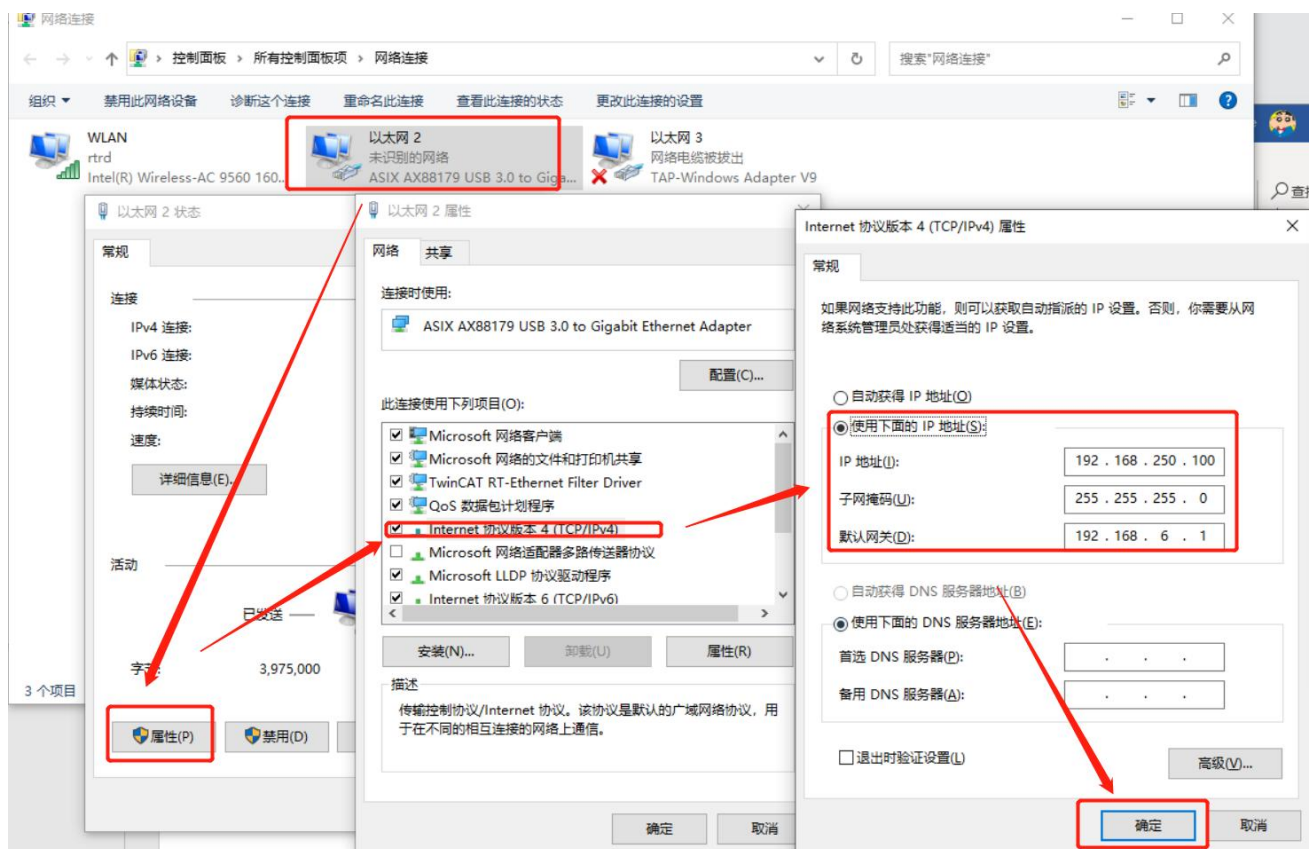 网络连接
控制面板 › 所有控制面板项 › 网络连接
搜索"网络连接"
组织 禁用此网络设备 诊断这个连接 重命名此连接 查看此连接的状态 更改此连接的设置
WLAN
rtrd
Intel(R) Wireless-AC 9560 160...
以太网 2
未识别的网络
ASIX AX88179 USB 3.0 to Giga...
以太网 3
网络电缆被拔出
TAP-Windows Adapter V9
查找
3 个项目
以太网 2 状态
常规
连接
IPv4 连接:
IPv6 连接:
媒体状态:
持续时间:
速度:
详细信息(E)...
活动
已发送
字节:
3,975,000
属性(P)
禁用(D)
以太网 2 属性
网络 共享
连接时使用:
ASIX AX88179 USB 3.0 to Gigabit Ethernet Adapter
配置(C)...
此连接使用下列项目(O):
Microsoft 网络客户端
Microsoft 网络的文件和打印机共享
TwinCAT RT-Ethernet Filter Driver
QoS 数据包计划程序
Internet 协议版本 4 (TCP/IPv4)
Microsoft 网络适配器多路传送器协议
Microsoft LLDP 协议驱动程序
Internet 协议版本 6 (TCP/IPv6)
安装(N)...
卸载(U)
属性(R)
描述
传输控制协议/Internet 协议。该协议是默认的广域网络协议，用
于在不同的相互连接的网络上通信。
确定
取消
Internet 协议版本 4 (TCP/IPv4) 属性
常规
如果网络支持此功能，则可以获取自动指派的 IP 设置。否则，你需要从网
络系统管理员处获得适当的 IP 设置。
自动获得 IP 地址(O)
使用下面的 IP 地址(S):
IP 地址(I): 192 . 168 . 250 . 100
子网掩码(U): 255 . 255 . 255 . 0
默认网关(D): 192 . 168 . 6 . 1
自动获得 DNS 服务器地址(B)
使用下面的 DNS 服务器地址(E):
首选 DNS 服务器(P): . . .
备用 DNS 服务器(A): . . .
退出时验证设置(L)
高级(V)...
确定
取消